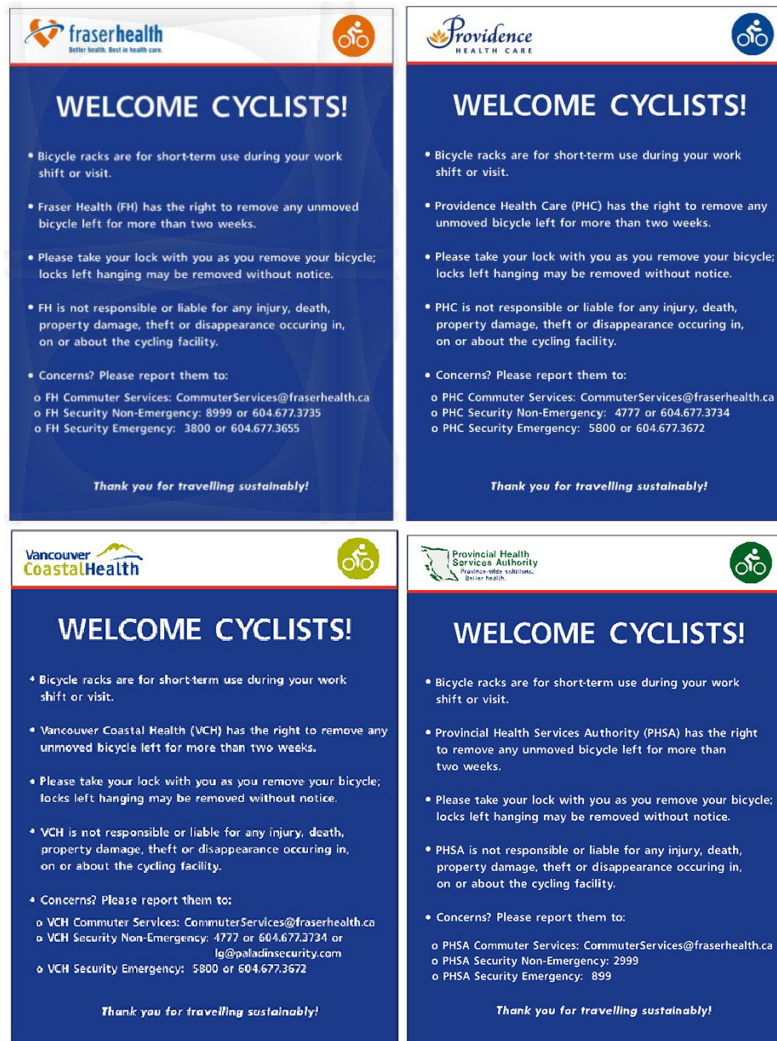 fraserhealth
Better health. Best in health care.
WELCOME CYCLISTS!
• Bicycle racks are for short-term use during your work
shift or visit.
• Fraser Health (FH) has the right to remove any unmoved
bicycle left for more than two weeks.
• Please take your lock with you as you remove your bicycle;
locks left hanging may be removed without notice.
• FH is not responsible or liable for any injury, death,
property damage, theft or disappearance occuring in,
on or about the cycling facility.
• Concerns? Please report them to:
o FH Commuter Services: CommuterServices@fraserhealth.ca
o FH Security Non-Emergency: 8999 or 604.677.3735
o FH Security Emergency: 3800 or 604.677.3655
Thank you for travelling sustainably!
Providence
HEALTH CARE
WELCOME CYCLISTS!
• Bicycle racks are for short-term use during your work
shift or visit.
• Providence Health Care (PHC) has the right to remove any
unmoved bicycle left for more than two weeks.
• Please take your lock with you as you remove your bicycle;
locks left hanging may be removed without notice.
• PHC is not responsible or liable for any injury, death,
property damage, theft or disappearance occuring in,
on or about the cycling facility.
• Concerns? Please report them to:
o PHC Commuter Services: CommuterServices@fraserhealth.ca
o PHC Security Non-Emergency: 4777 or 604.677.3734
o PHC Security Emergency: 5800 or 604.677.3672
Thank you for travelling sustainably!
Vancouver
CoastalHealth
WELCOME CYCLISTS!
• Bicycle racks are for short-term use during your work
shift or visit.
• Vancouver Coastal Health (VCH) has the right to remove any
unmoved bicycle left for more than two weeks.
• Please take your lock with you as you remove your bicycle;
locks left hanging may be removed without notice.
• VCH is not responsible or liable for any injury, death,
property damage, theft or disappearance occuring in,
on or about the cycling facility.
• Concerns? Please report them to:
o VCH Commuter Services: CommuterServices@fraserhealth.ca
o VCH Security Non-Emergency: 4777 or 604.677.3734 or
lg@paladinsecurity.com
o VCH Security Emergency: 5800 or 604.677.3672
Thank you for travelling sustainably!
Provincial Health
Services Authority
Province-wide solutions.
Better health.
WELCOME CYCLISTS!
• Bicycle racks are for short-term use during your work
shift or visit.
• Provincial Health Services Authority (PHSA) has the right
to remove any unmoved bicycle left for more than
two weeks.
• Please take your lock with you as you remove your bicycle;
locks left hanging may be removed without notice.
• PHSA is not responsible or liable for any injury, death,
property damage, theft or disappearance occuring in,
on or about the cycling facility.
• Concerns? Please report them to:
o PHSA Commuter Services: CommuterServices@fraserhealth.ca
o PHSA Security Non-Emergency: 2999
o PHSA Security Emergency: 899
Thank you for travelling sustainably!